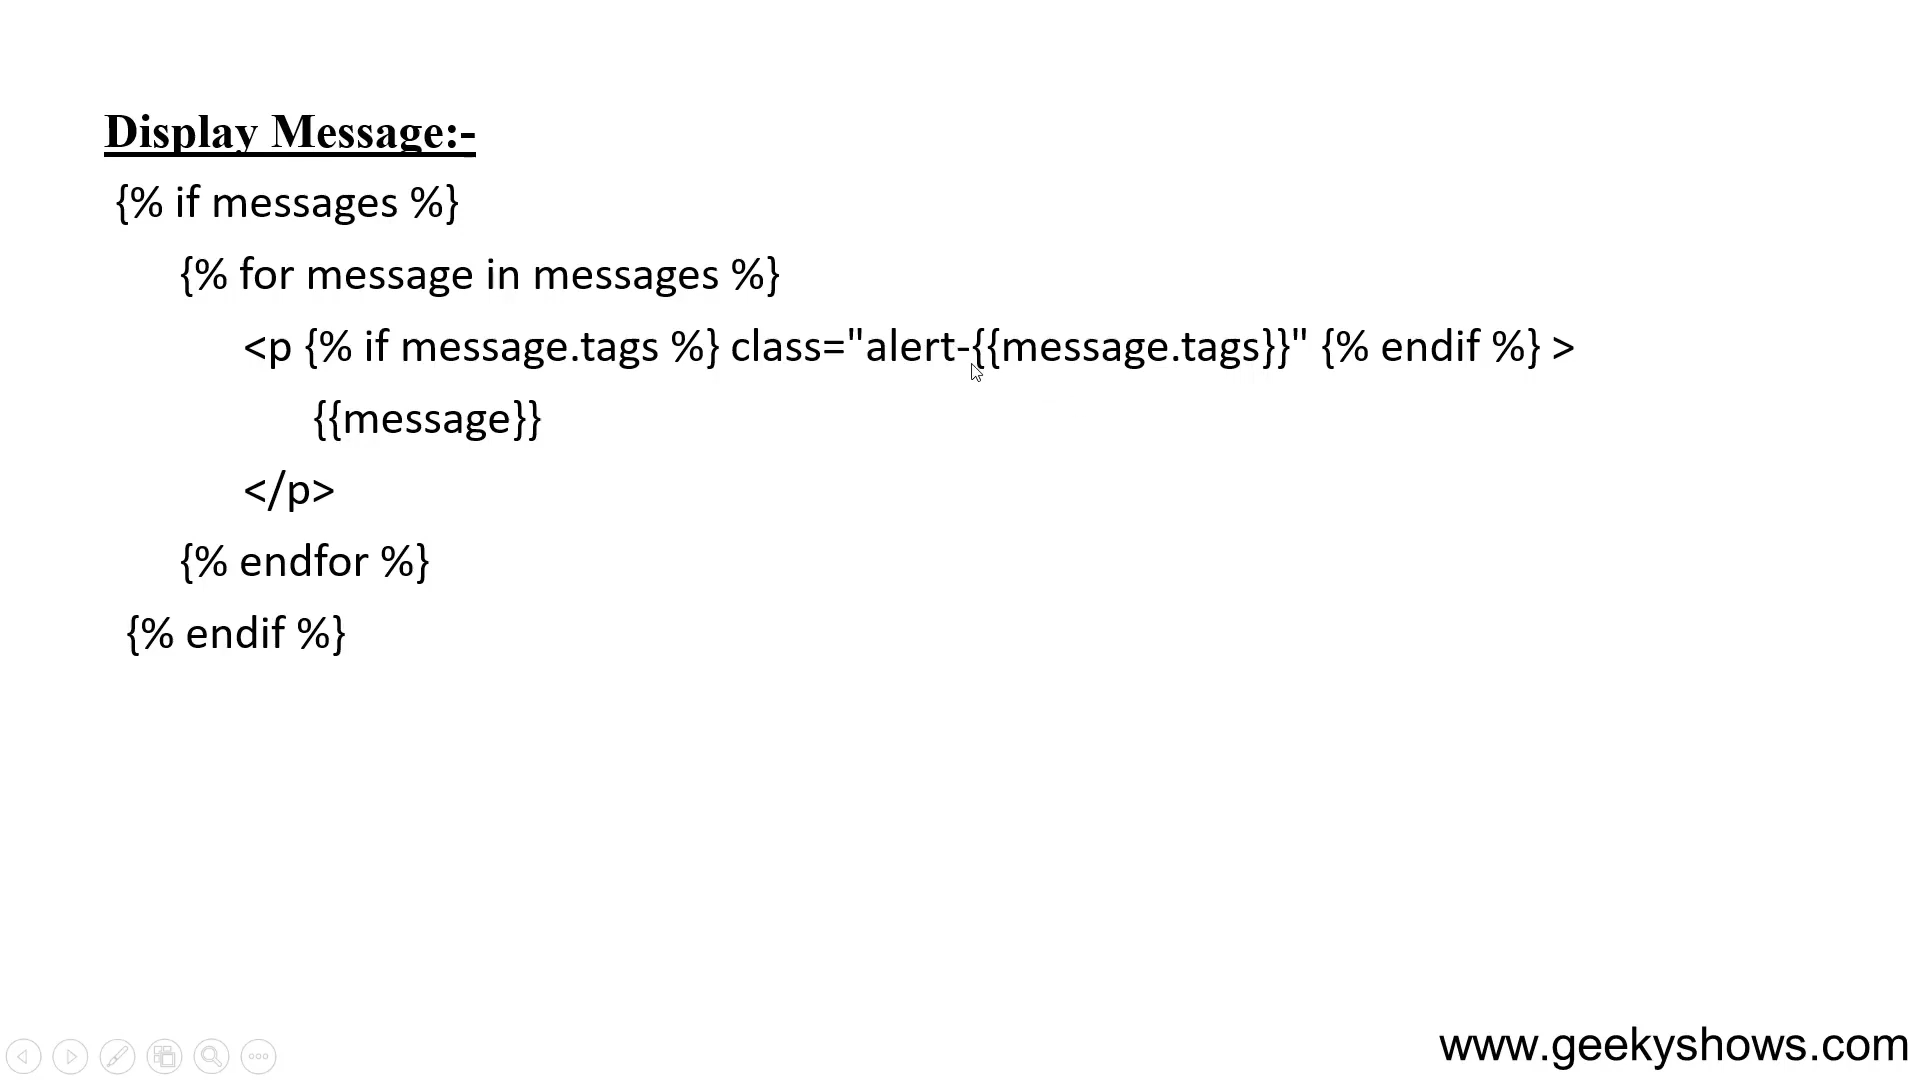 Display Message:-
{% if messages %}
{% for message in messages %}
<p {% if message.tags %} class="alert-{{message.tags}}" {% endif %} >
{{message}}
</p>
{% endfor %}
{% endif %}
www.geekyshows.com